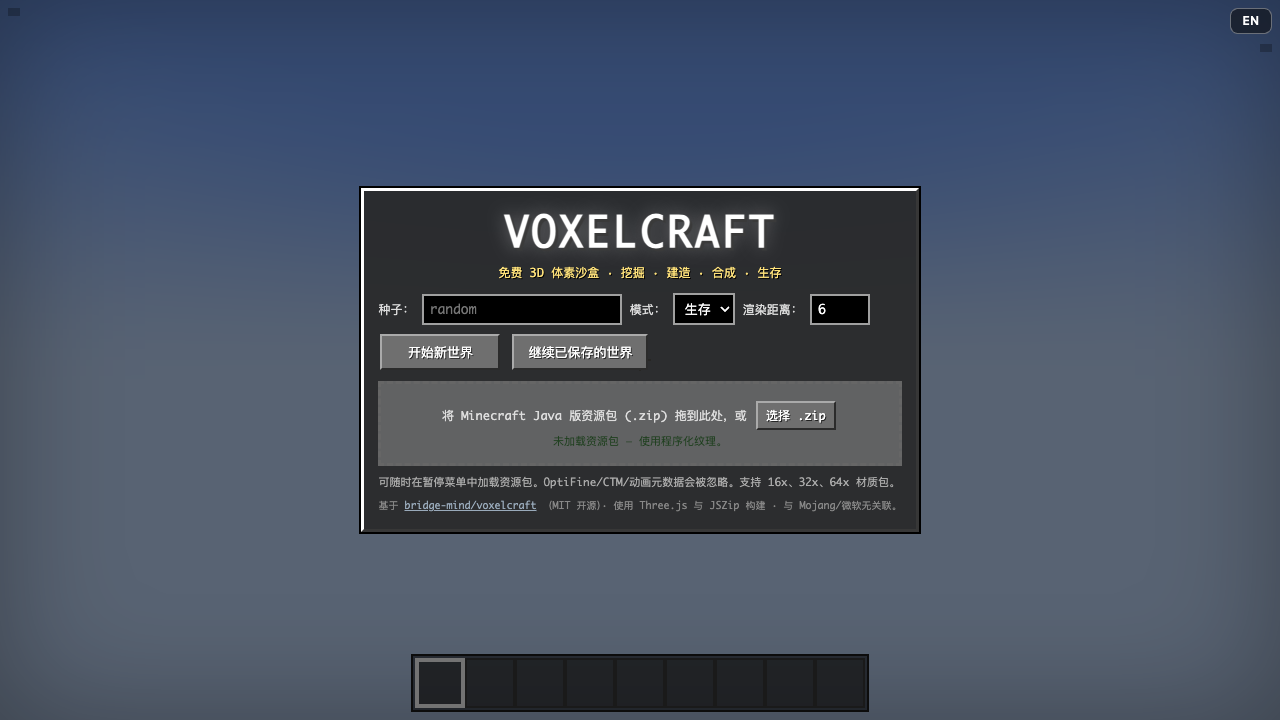 EN
VOXELCRAFT
免费 3D 体素沙盒 · 挖掘 · 建造 · 合成 · 生存
种子： random 模式： 生存 渲染距离： 6
开始新世界 继续已保存的世界
将 Minecraft Java 版资源包 (.zip) 拖到此处，或 选择 .zip
未加载资源包 — 使用程序化纹理。
可随时在暂停菜单中加载资源包。OptiFine/CTM/动画元数据会被忽略。支持 16x、32x、64x 材质包。
基于 bridge-mind/voxelcraft （MIT 开源）· 使用 Three.js 与 JSZip 构建 · 与 Mojang/微软无关联。